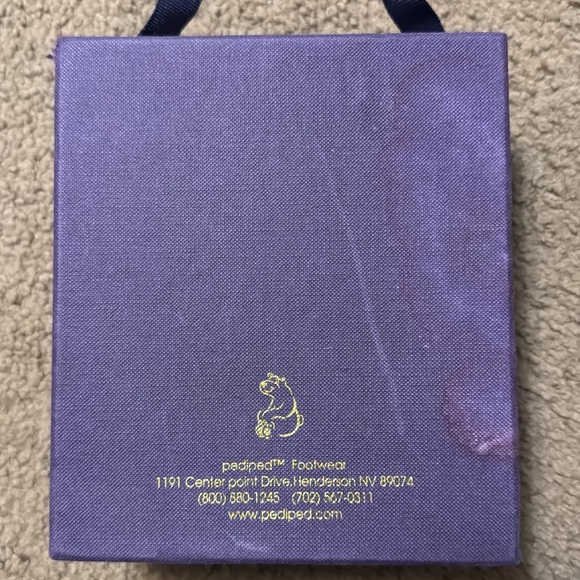 pediped™ Footwear
1191 Center point Drive,Henderson NV 89074
(800) 880-1245 (702) 567-0311
www.pediped.com